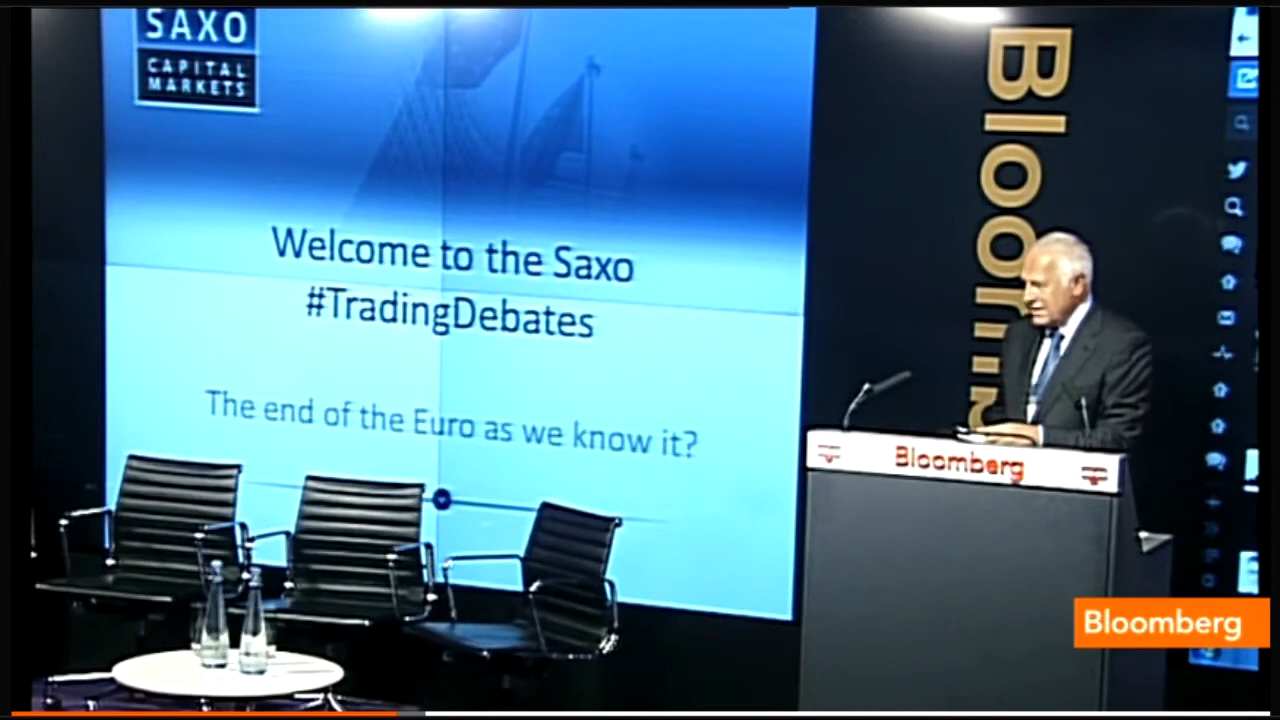 SAXO
CAPITAL
MARKETS
Welcome to the Saxo
#TradingDebates
The end of the Euro as we know it?
Bloomberg
Bloomberg